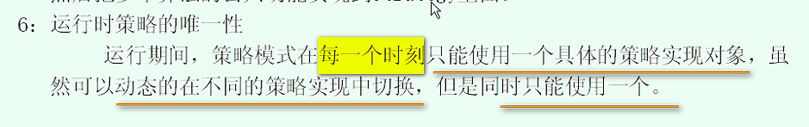 6：运行时策略的唯一性
运行期间，策略模式在每一个时刻只能使用一个具体的策略实现对象，虽
然可以动态的在不同的策略实现中切换，但是同时只能使用一个。